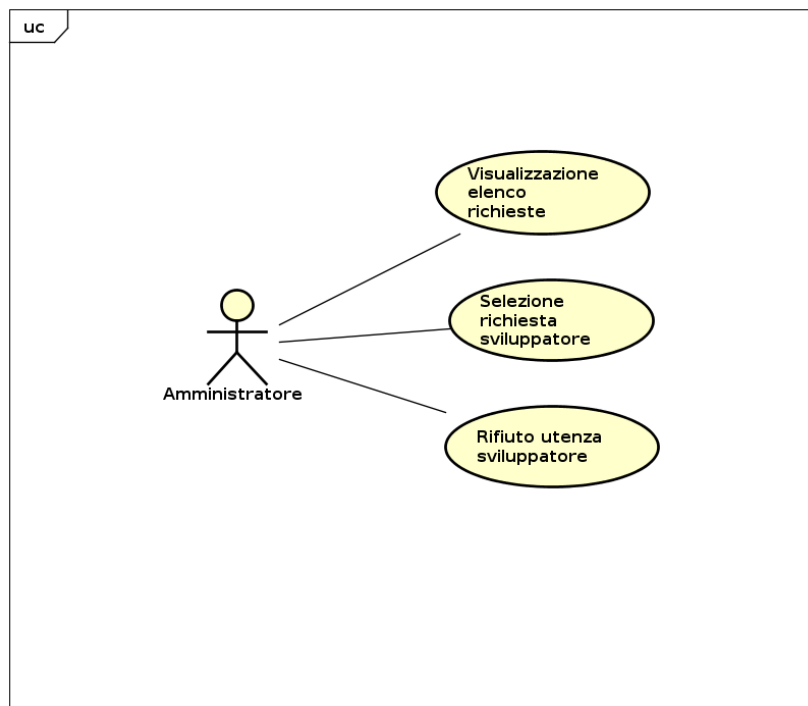 uc
Visualizzazione
elenco
richieste
Selezione
richiesta
sviluppatore
Amministratore
Rifiuto utenza
sviluppatore